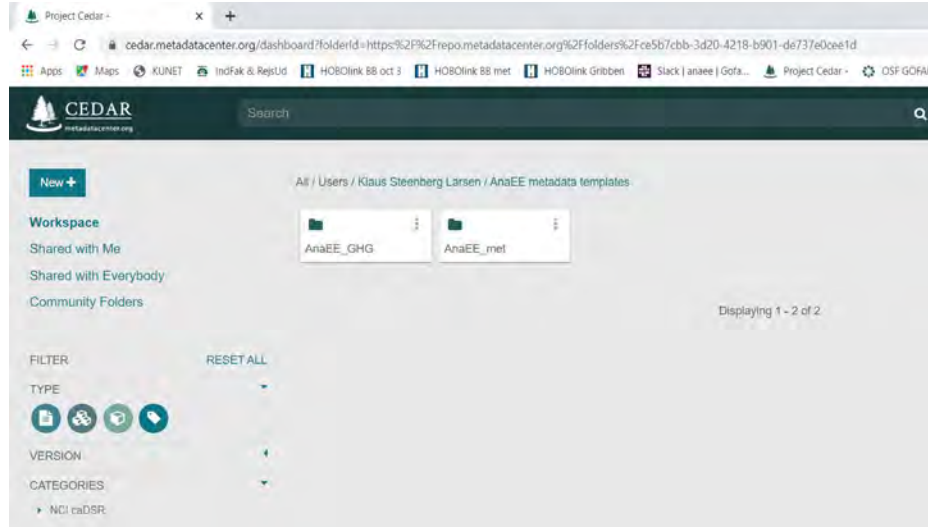 Project Cedar - x +
cedar.metadatacenter.org/dashboard?folderId=https:%2F%2Frepo.metadatacenter.org%2Ffolders%2Fce5b7cbb-3d20-4218-b901-de737e0cee1d
Apps Maps KUNET IndFak & RejsUd HOBOlink BB oct 3 HOBOlink BB met HOBOlink Gribben Slack | anaee | Gofa... Project Cedar - OSF GOFA
CEDAR
metadatacenter.org
Search
New +
All / Users / Klaus Steenberg Larsen / AnaEE metadata templates
Workspace
Shared with Me
Shared with Everybody
Community Folders
AnaEE_GHG AnaEE_met
Displaying 1 - 2 of 2
FILTER RESET ALL
TYPE
VERSION
CATEGORIES
NCI caDSR